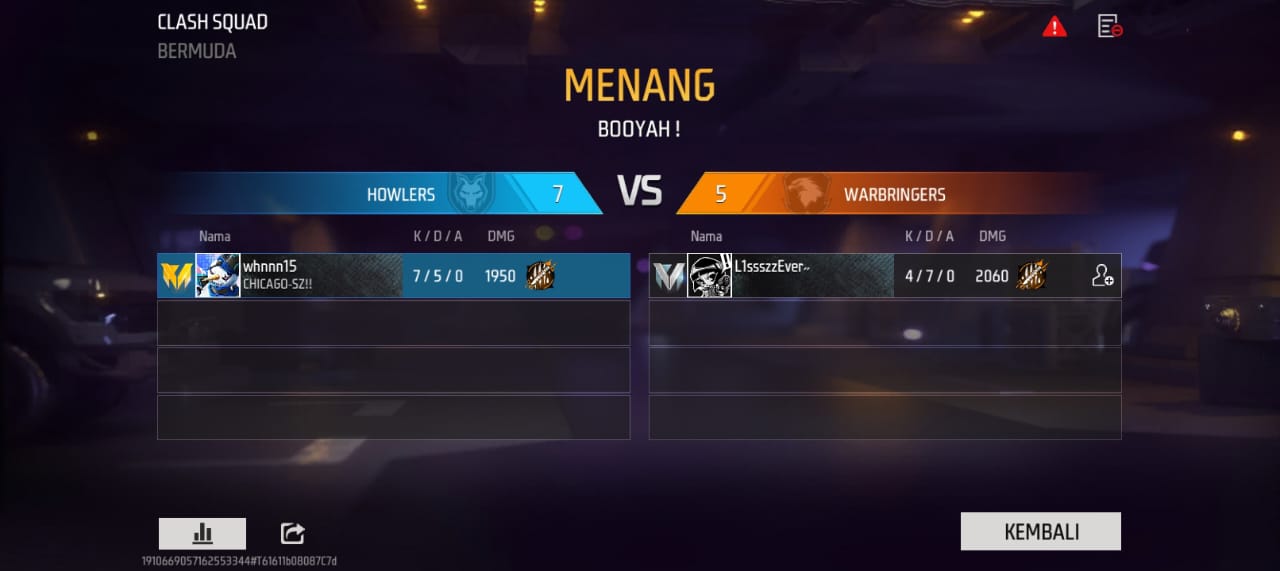 CLASH SQUAD
BERMUDA
MENANG
BOOYAH !
HOWLERS 7 VS 5 WARBRINGERS
Nama K / D / A DMG Nama K / D / A DMG
whnnn15 7 / 5 / 0 1950 L1ssszzEver~ 4 / 7 / 0 2060
CHICAGO-SZ!!
KEMBALI
1910669057162553344#T61611b08087C7d